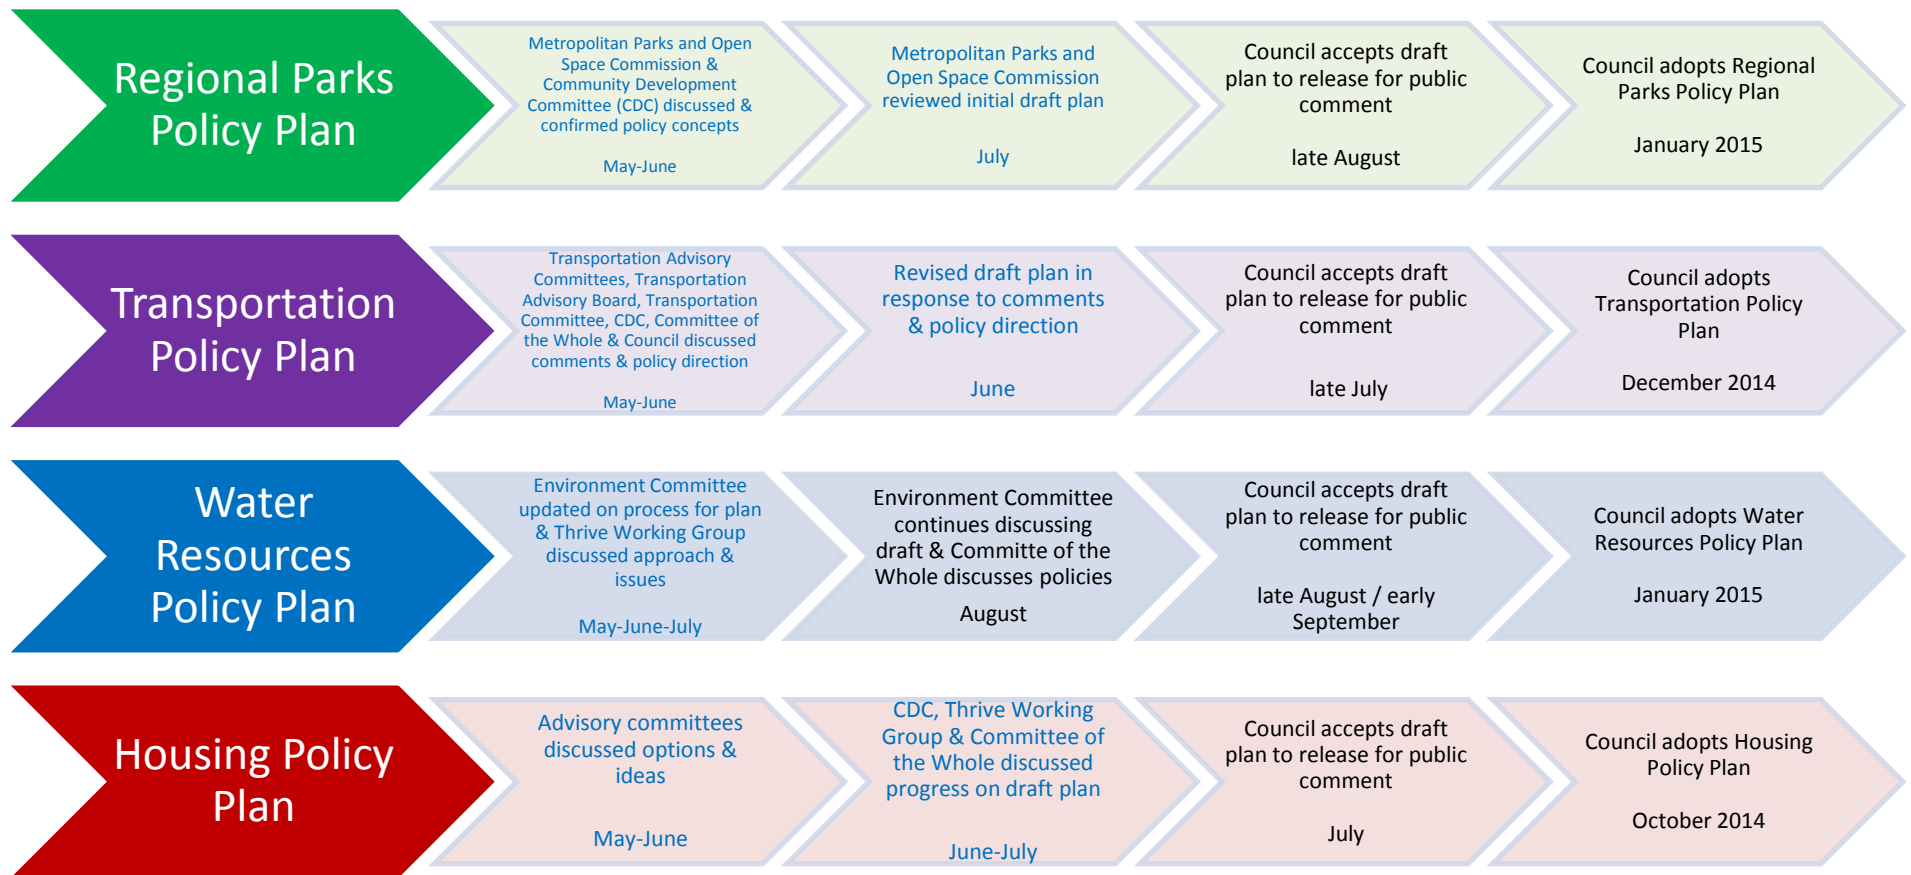 Regional Parks
Policy Plan
Metropolitan Parks and Open
Space Commission &
Community Development
Committee (CDC) discussed &
confirmed policy concepts
May-June
Metropolitan Parks and
Open Space Commission
reviewed initial draft plan
July
Council accepts draft
plan to release for public
comment
late August
Council adopts Regional
Parks Policy Plan
January 2015
Transportation
Policy Plan
Transportation Advisory
Committees, Transportation
Advisory Board, Transportation
Committee, CDC, Committee of
the Whole & Council discussed
comments & policy direction
May-June
Revised draft plan in
response to comments
& policy direction
June
Council accepts draft
plan to release for public
comment
late July
Council adopts
Transportation Policy
Plan
December 2014
Water
Resources
Policy Plan
Environment Committee
updated on process for plan
& Thrive Working Group
discussed approach &
issues
May-June-July
Environment Committee
continues discussing
draft & Committe of the
Whole discusses policies
August
Council accepts draft
plan to release for public
comment
late August / early
September
Council adopts Water
Resources Policy Plan
January 2015
Housing Policy
Plan
Advisory committees
discussed options &
ideas
May-June
CDC, Thrive Working
Group & Committee of
the Whole discussed
progress on draft plan
June-July
Council accepts draft
plan to release for public
comment
July
Council adopts Housing
Policy Plan
October 2014